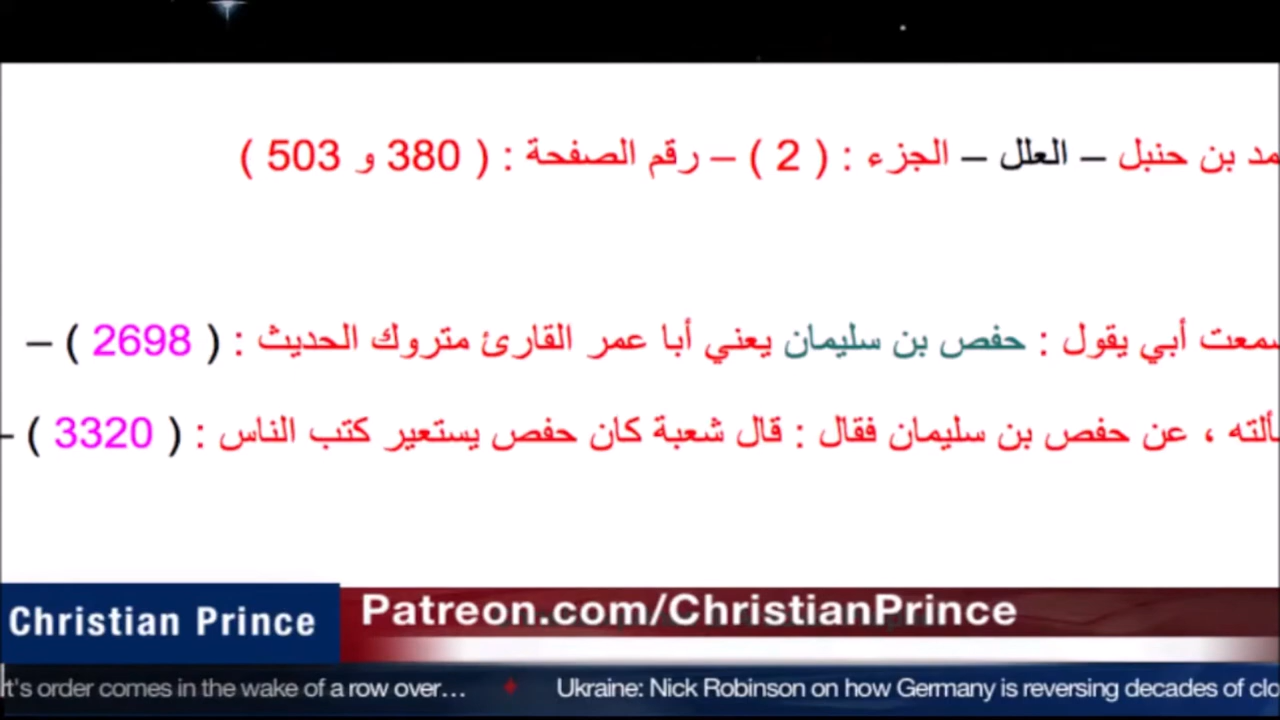 مد بن حنبل – العلل – الجزء : ( 2 ) – رقم الصفحة : ( 380 و 503 )
حفص بن سليمان يعني أبا عمر القارئ متروك الحديث : ( 2698 ) – سمعت أبي يقول :
ألته ، عن حفص بن سليمان فقال : قال شعبة كان حفص يستعير كتب الناس : ( 3320 ) -
Christian Prince
Patreon.com/ChristianPrince
t's order comes in the wake of a row over… Ukraine: Nick Robinson on how Germany is reversing decades of clo